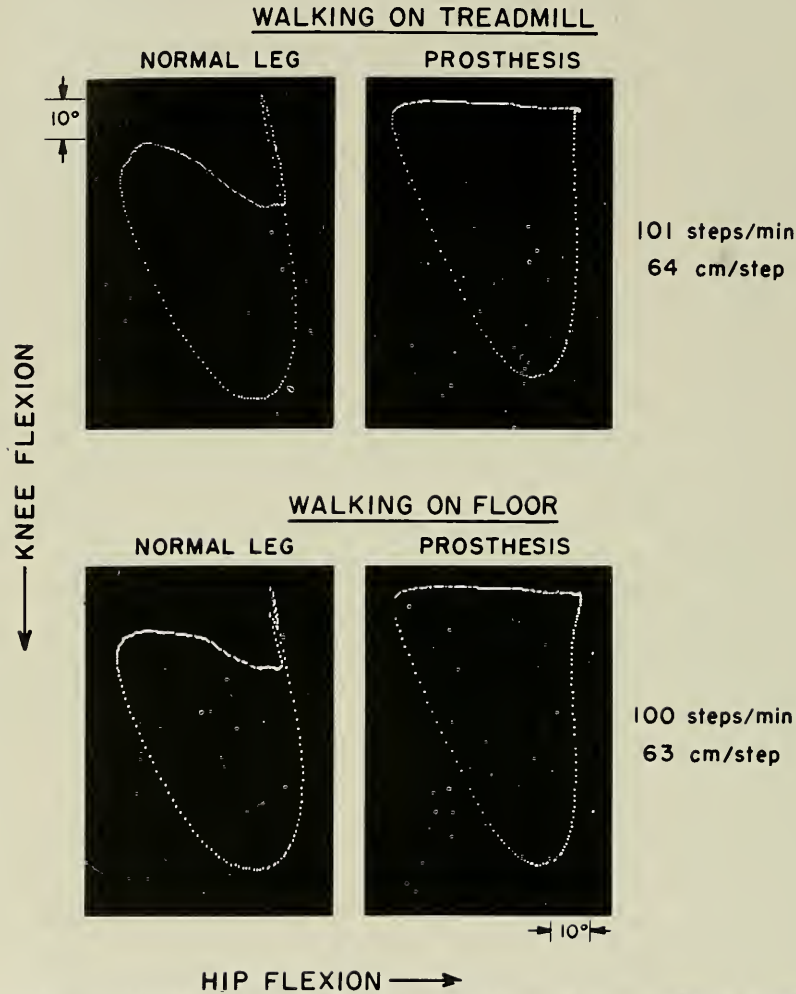 WALKING ON TREADMILL
NORMAL LEG
PROSTHESIS
10°
101 steps/min
64 cm/step
KNEE FLEXION
WALKING ON FLOOR
NORMAL LEG
PROSTHESIS
100 steps/min
63 cm/step
10°
HIP FLEXION